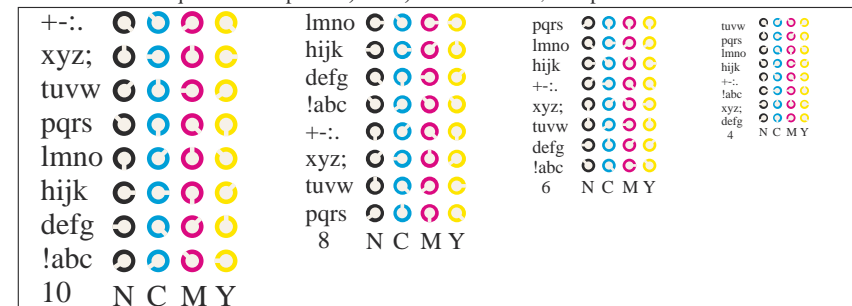 +-:.
xyz;
tuvw
pqrs
lmno
hijk
defg
!abc
10 N C M Y
lmno
hijk
defg
!abc
+-:.
xyz;
tuvw
pqrs
8 N C M Y
pqrs
lmno
hijk
+-:.
xyz;
tuvw
defg
!abc
6 N C M Y
tuvw
pqrs
lmno
hijk
+-:.
!abc
xyz;
defg
4 N C M Y